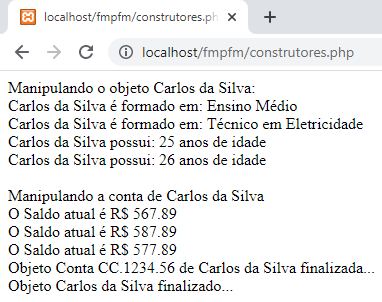 localhost/fmpfm/construtores.php
localhost/fmpfm/construtores.php
Manipulando o objeto Carlos da Silva:
Carlos da Silva é formado em: Ensino Médio
Carlos da Silva é formado em: Técnico em Eletricidade
Carlos da Silva possui: 25 anos de idade
Carlos da Silva possui: 26 anos de idade
Manipulando a conta de Carlos da Silva
O Saldo atual é R$ 567.89
O Saldo atual é R$ 587.89
O Saldo atual é R$ 577.89
Objeto Conta CC.1234.56 de Carlos da Silva finalizada...
Objeto Carlos da Silva finalizado...